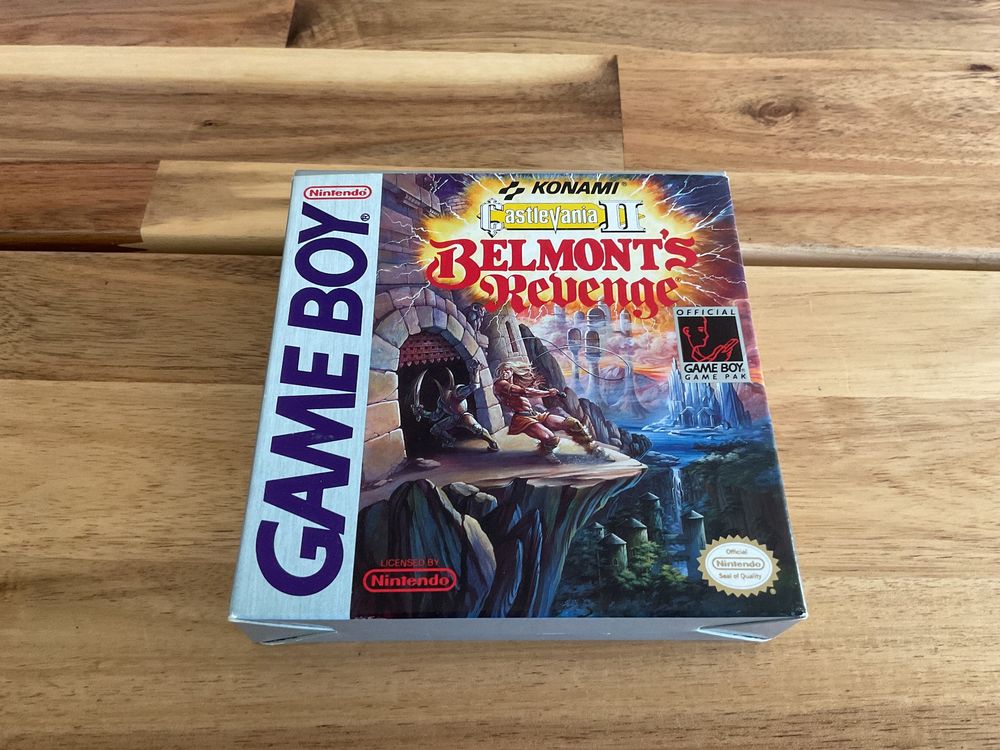 Nintendo®
GAME BOY®
KONAMI®
CastleVania II
BELMONT'S
Revenge
OFFICIAL
GAME BOY
GAME PAK
LICENSED BY
Nintendo®
Official
Nintendo®
Seal of Quality